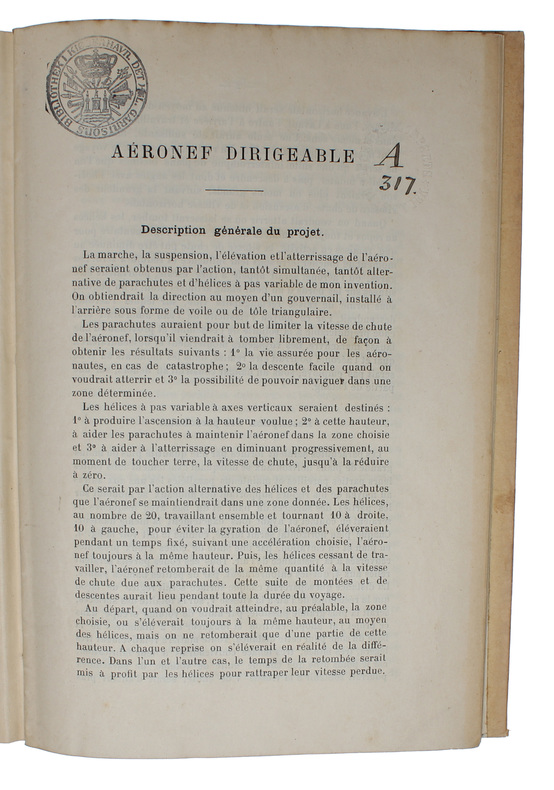 BIBLIOTHEK I KBENHAVN. DET MIL. GARNISONS
AÉRONEF DIRIGEABLE
A
317.
Description générale du projet.
La marche, la suspension, l'élévation et l'atterrissage de l'aéro-
nef seraient obtenus par l'action, tantôt simultanée, tantôt alter-
native de parachutes et d'hélices à pas variable de mon invention.
On obtiendrait la direction au moyen d'un gouvernail, installé à
l'arrière sous forme de voile ou de tôle triangulaire.
Les parachutes auraient pour but de limiter la vitesse de chute
de l'aéronef, lorsqu'il viendrait à tomber librement, de façon à
obtenir les résultats suivants : 1° la vie assurée pour les aéro-
nautes, en cas de catastrophe ; 2° la descente facile quand on
voudrait atterrir et 3° la possibilité de pouvoir naviguer dans une
zone déterminée.
Les hélices à pas variable à axes verticaux seraient destinés :
1° à produire l'ascension à la hauteur voulue ; 2° à cette hauteur,
à aider les parachutes à maintenir l'aéronef dans la zone choisie
et 3° à aider à l'atterrissage en diminuant progressivement, au
moment de toucher terre, la vitesse de chute, jusqu'à la réduire
à zéro.
Ce serait par l'action alternative des hélices et des parachutes
que l'aéronef se maintiendrait dans une zone donnée. Les hélices,
au nombre de 20, travaillant ensemble et tournant 10 à droite,
10 à gauche, pour éviter la gyration de l'aéronef, élèveraient
pendant un temps fixé, suivant une accélération choisie, l'aéro-
nef toujours à la même hauteur. Puis, les hélices cessant de tra-
vailler, l'aéronef retomberait de la même quantité à la vitesse
de chute due aux parachutes. Cette suite de montées et de
descentes aurait lieu pendant toute la durée du voyage.
Au départ, quand on voudrait atteindre, au préalable, la zone
choisie, on s'élèverait toujours à la même hauteur, au moyen
des hélices, mais on ne retomberait que d'une partie de cette
hauteur. A chaque reprise on s'élèverait en réalité de la diffé-
rence. Dans l'un et l'autre cas, le temps de la retombée serait
mis à profit par les hélices pour rattraper leur vitesse perdue.